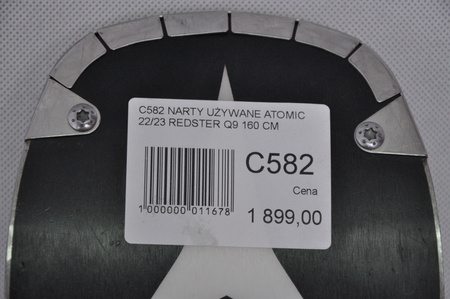 C582 NARTY UŻYWANE ATOMIC
22/23 REDSTER Q9 160 CM
C582
Cena
1 000000 011678
1 899,00